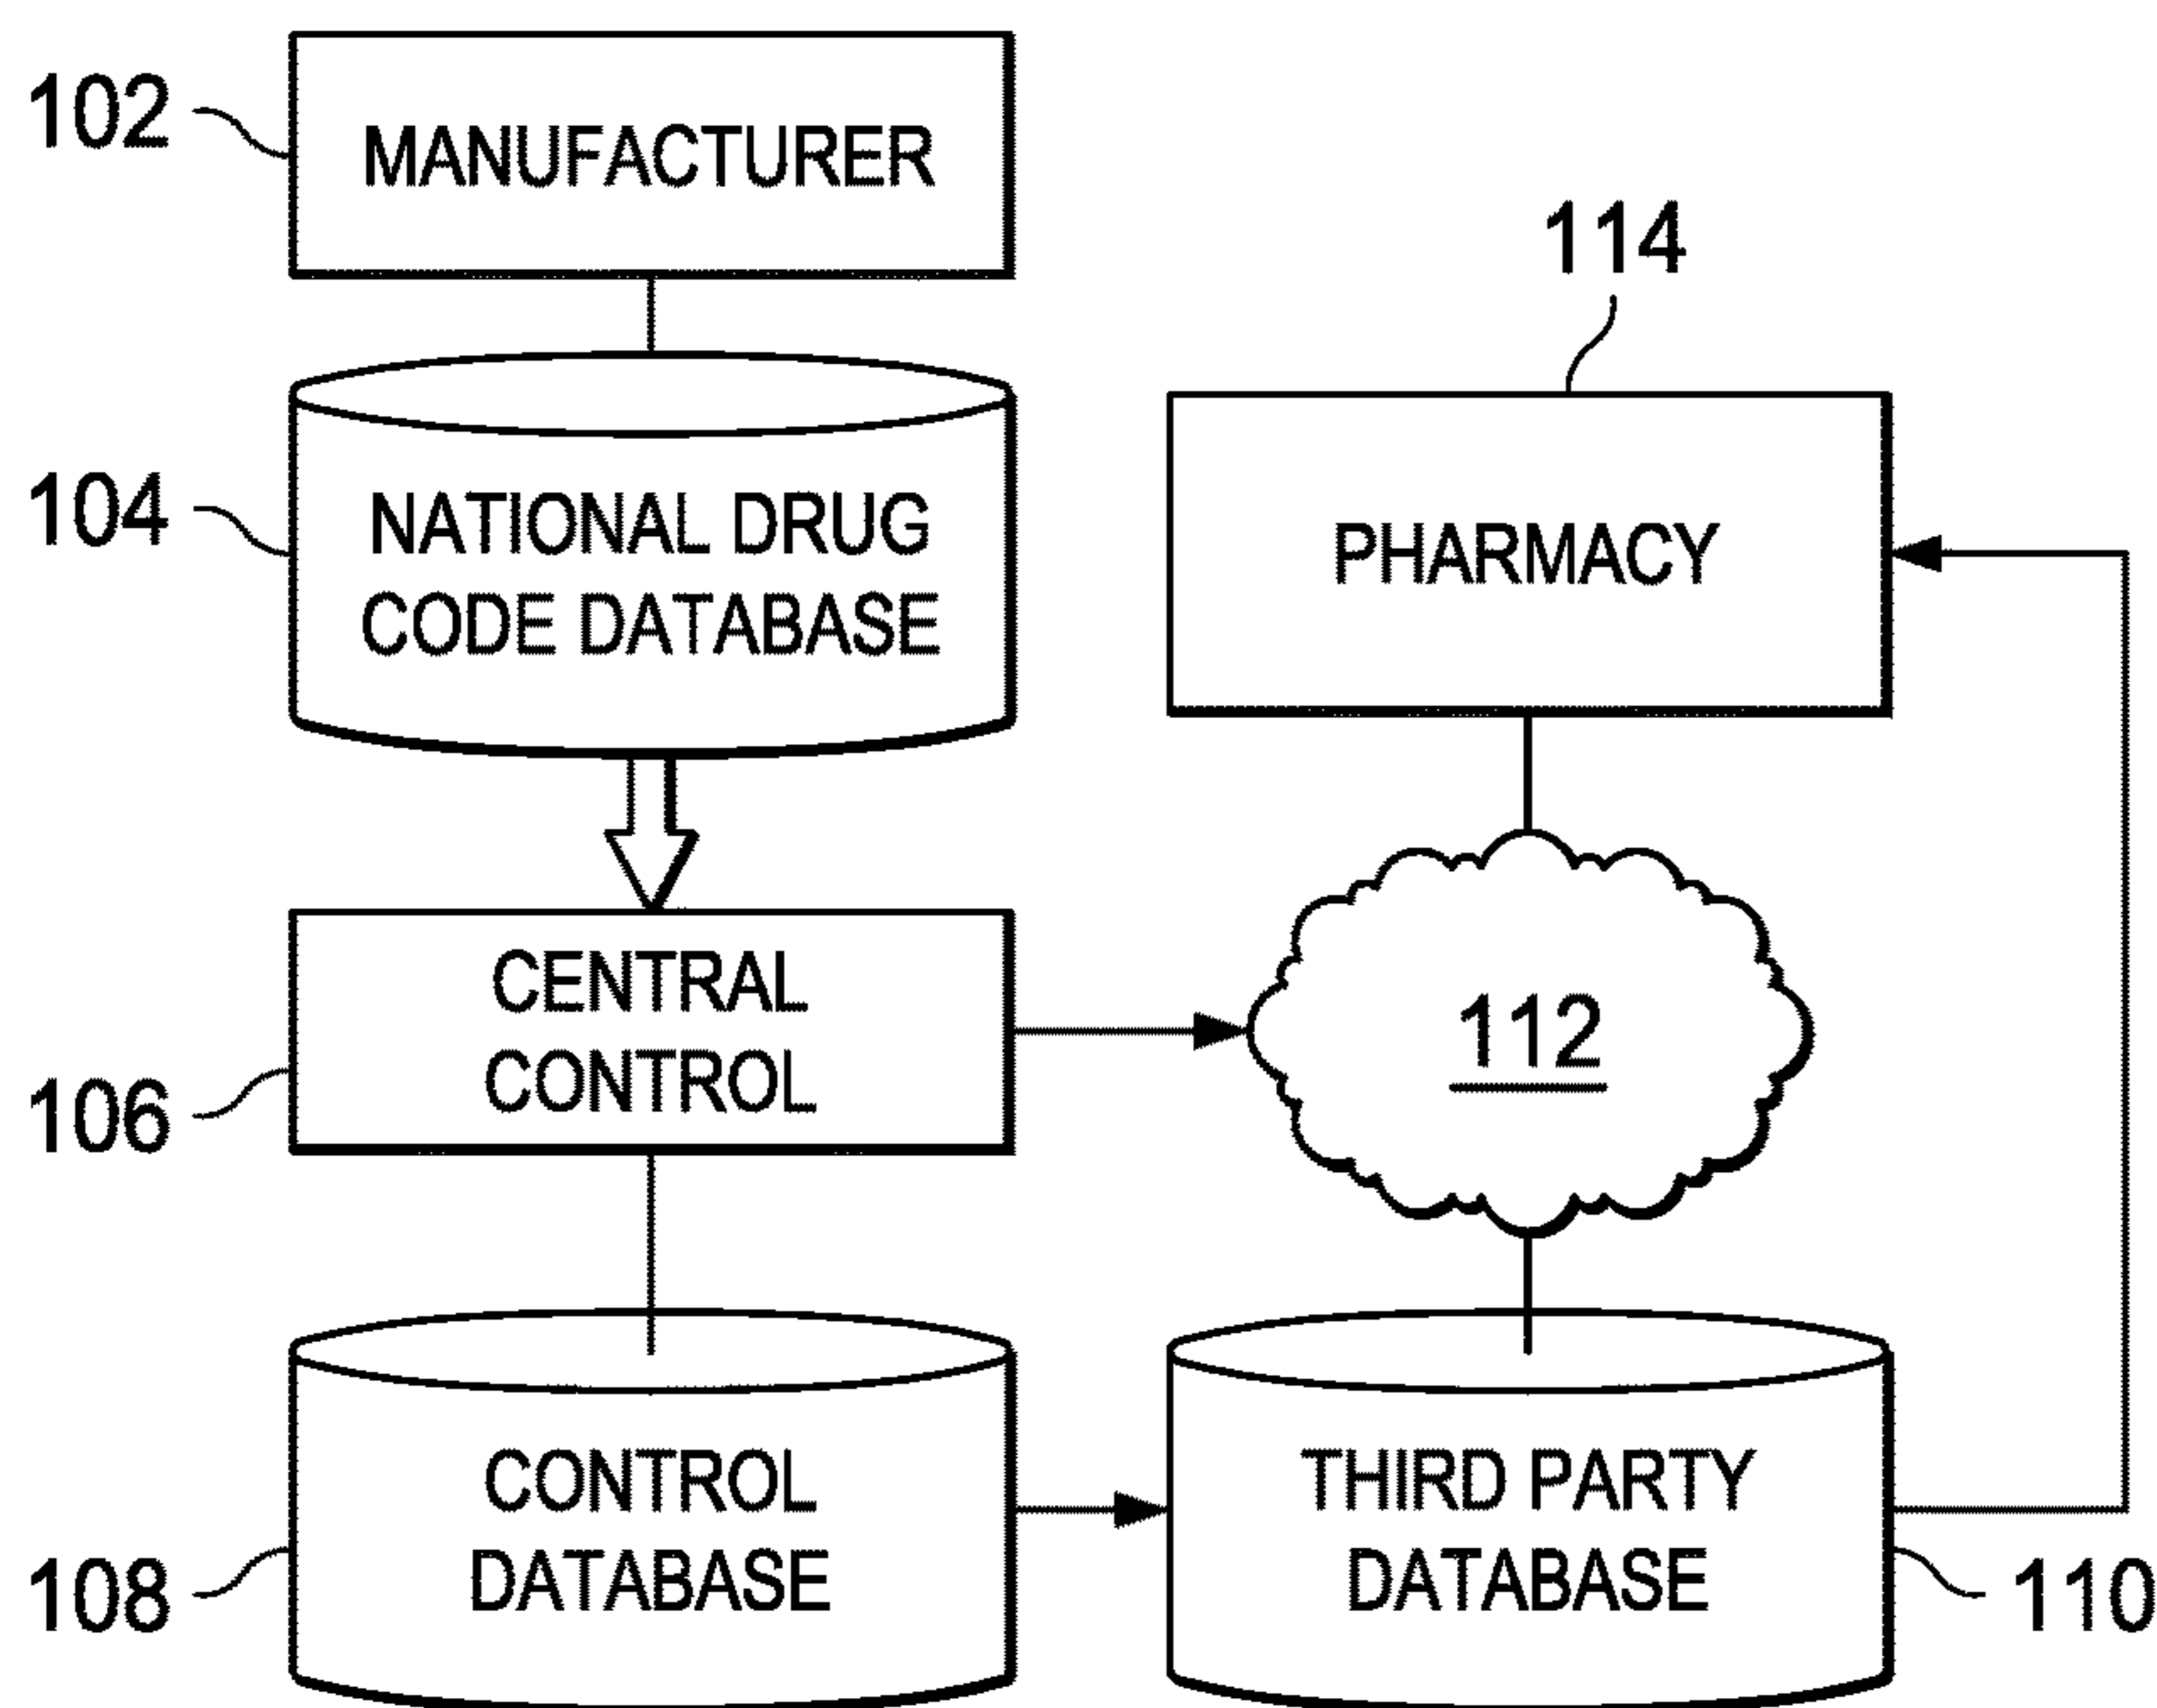 102
MANUFACTURER
114
104
NATIONAL DRUG
CODE DATABASE
PHARMACY
106
CENTRAL
CONTROL
112
108
CONTROL
DATABASE
THIRD PARTY
DATABASE
110